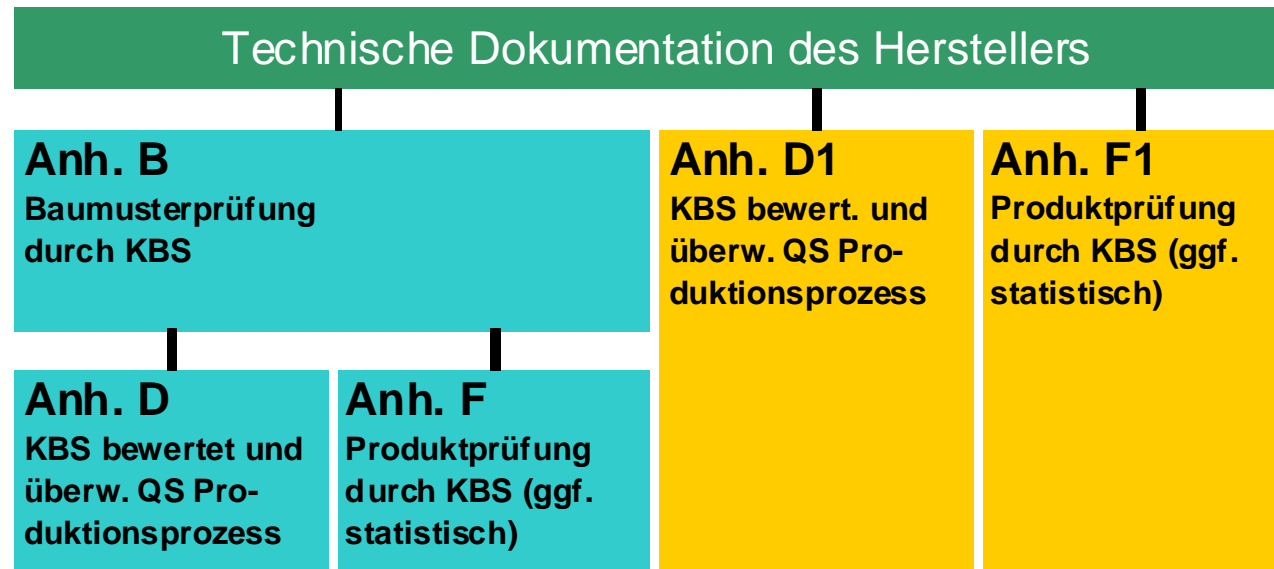 Technische Dokumentation des Herstellers
Anh. B
Baumusterprüfung
durch KBS
Anh. D1
KBS bewert. und
überw. QS Pro-
duktionsprozess
Anh. F1
Produktprüfung
durch KBS (ggf.
statistisch)
Anh. D
KBS bewertet und
überw. QS Pro-
duktionsprozess
Anh. F
Produktprüfung
durch KBS (ggf.
statistisch)